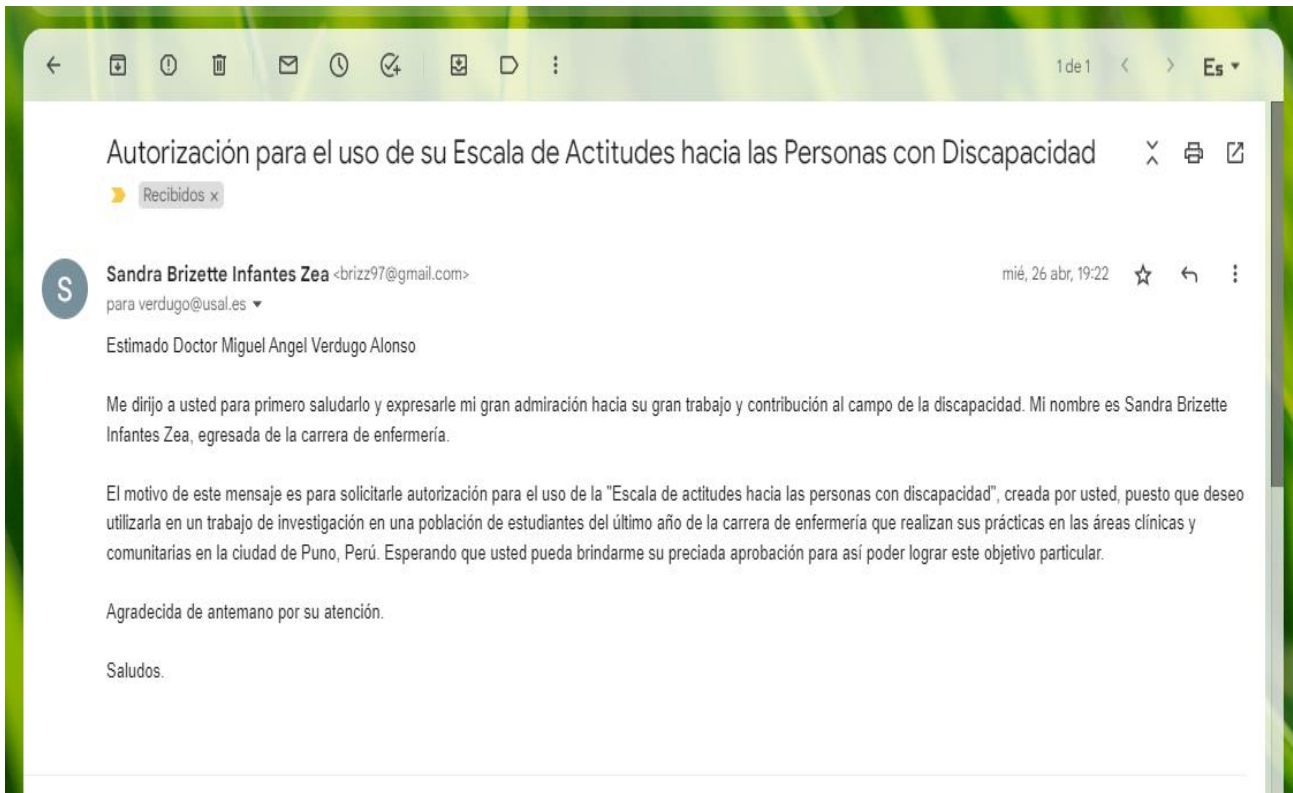 1 de 1
Es
Autorización para el uso de su Escala de Actitudes hacia las Personas con Discapacidad
Recibidos x
S
Sandra Brizette Infantes Zea <brizz97@gmail.com>
mié, 26 abr, 19:22
para verdugo@usal.es
Estimado Doctor Miguel Angel Verdugo Alonso
Me dirijo a usted para primero saludarlo y expresarle mi gran admiración hacia su gran trabajo y contribución al campo de la discapacidad. Mi nombre es Sandra Brizette
Infantes Zea, egresada de la carrera de enfermería.
El motivo de este mensaje es para solicitarle autorización para el uso de la "Escala de actitudes hacia las personas con discapacidad", creada por usted, puesto que deseo
utilizarla en un trabajo de investigación en una población de estudiantes del último año de la carrera de enfermería que realizan sus prácticas en las áreas clínicas y
comunitarias en la ciudad de Puno, Perú. Esperando que usted pueda brindarme su preciada aprobación para así poder lograr este objetivo particular.
Agradecida de antemano por su atención.
Saludos.